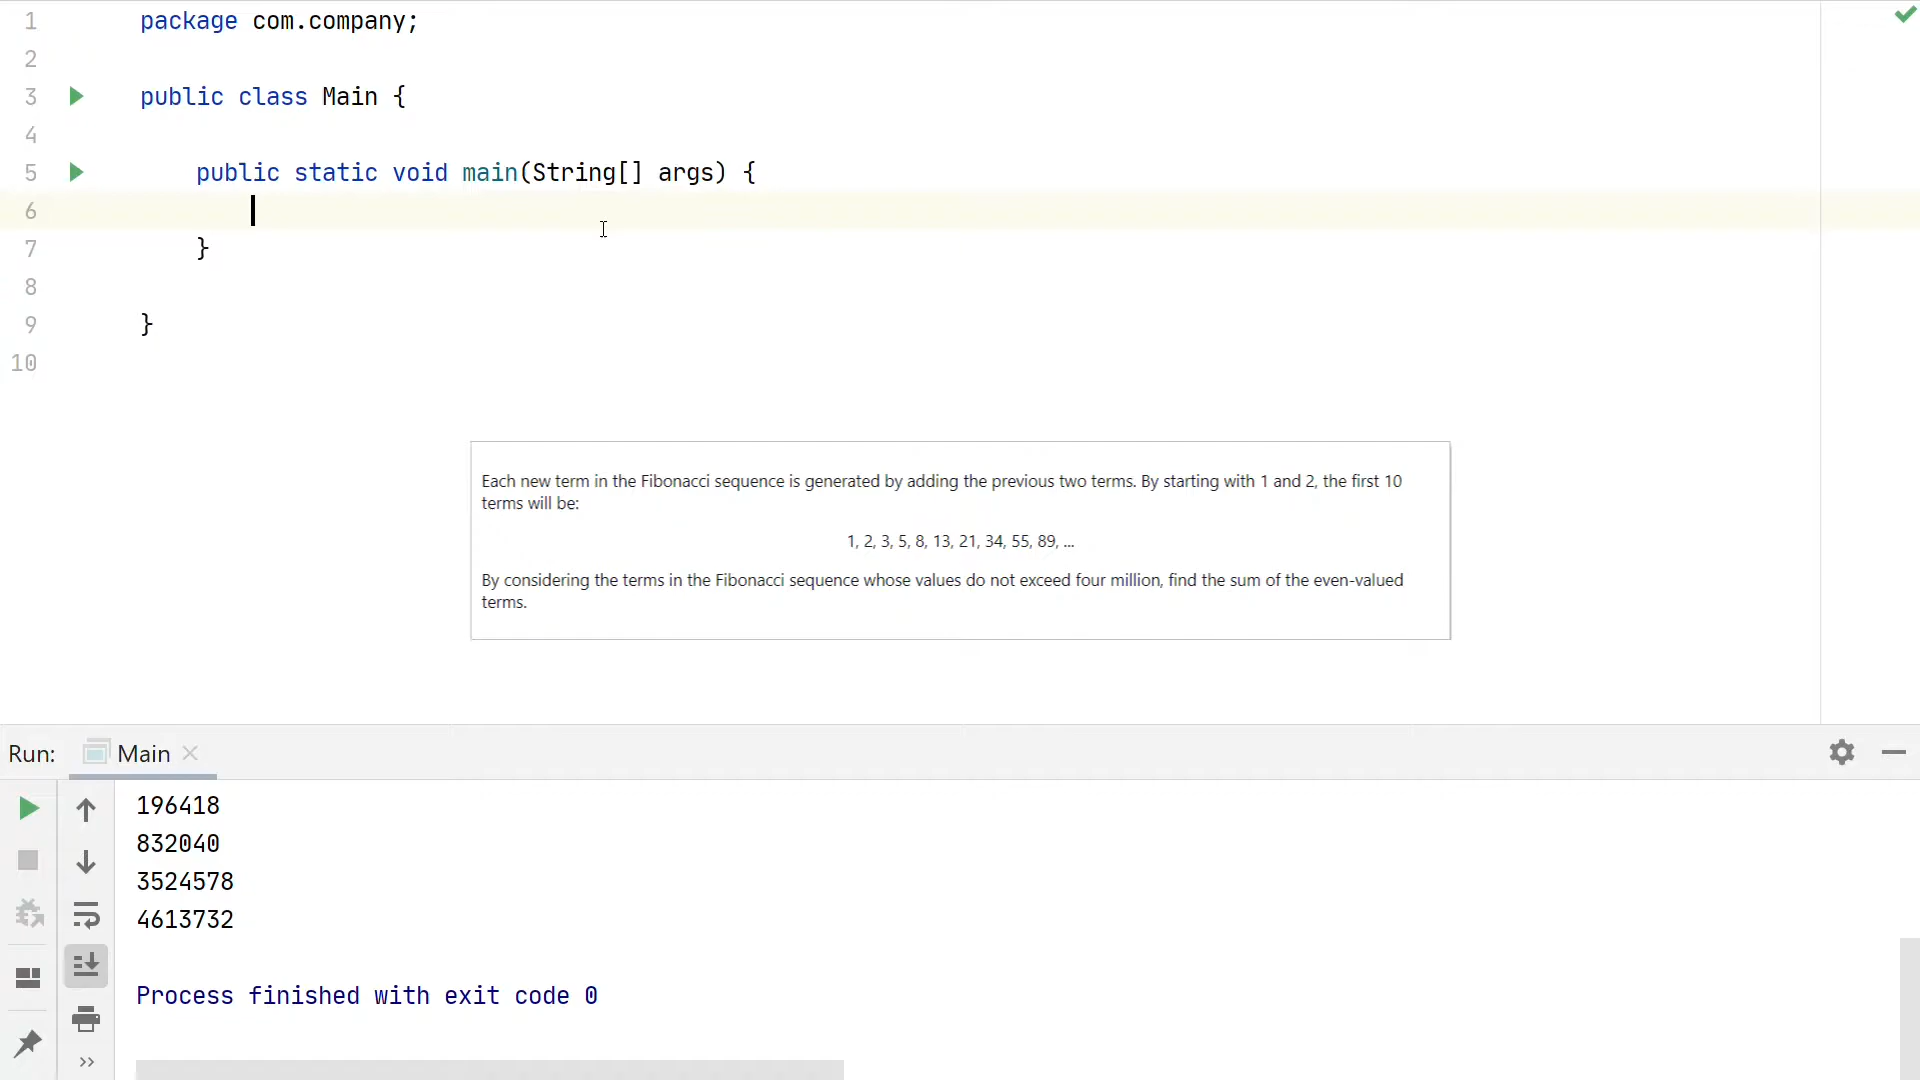 1 package com.company;
2
3 public class Main {
4
5 public static void main(String[] args) {
6
7 }
8
9 }
10
Each new term in the Fibonacci sequence is generated by adding the previous two terms. By starting with 1 and 2, the first 10
terms will be:
1, 2, 3, 5, 8, 13, 21, 34, 55, 89, ...
By considering the terms in the Fibonacci sequence whose values do not exceed four million, find the sum of the even-valued
terms.
Run: Main
196418
832040
3524578
4613732
Process finished with exit code 0